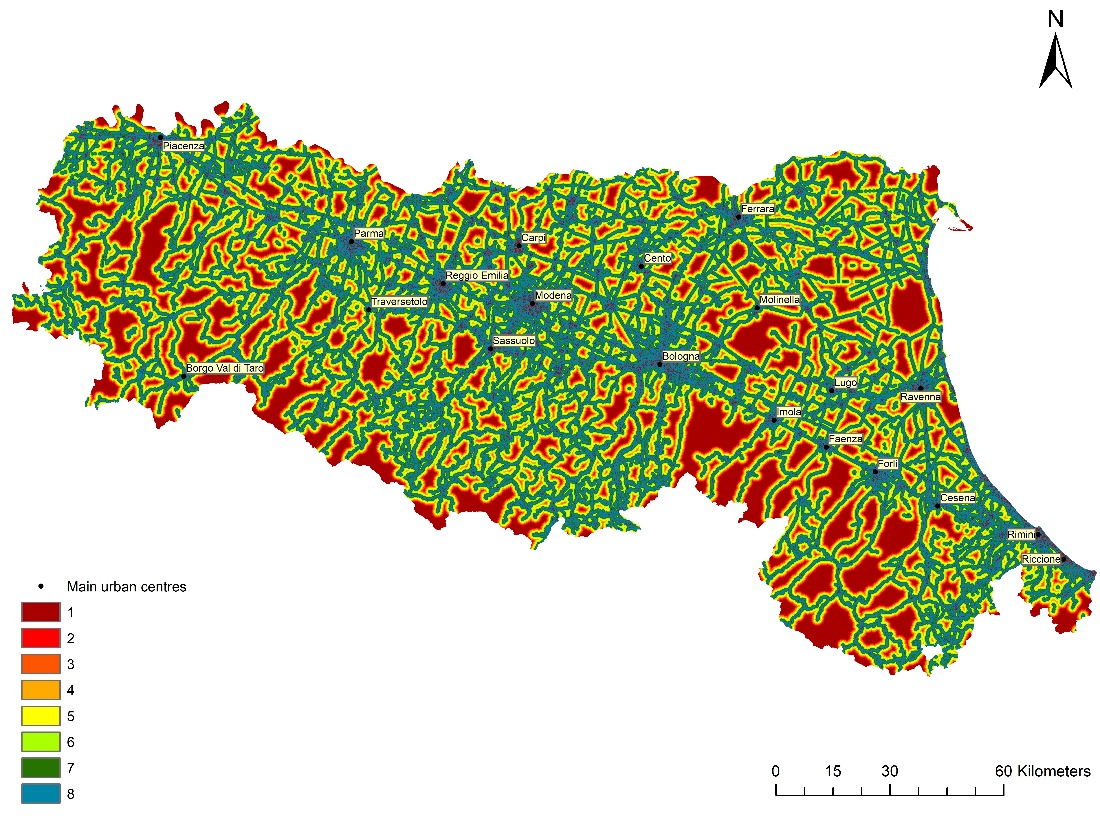 N
Piacenza
Ferrara
Parma
Carpi
Cento
Reggio Emilia
Modena
Traversetolo
Molinella
Sassuolo
Bologna
Borgo Val di Taro
Lugo
Ravenna
Imola
Faenza
Forlì
Cesena
Rimini
Riccione
Main urban centres
1
2
3
4
5
6
7
8
0 15 30 60 Kilometers